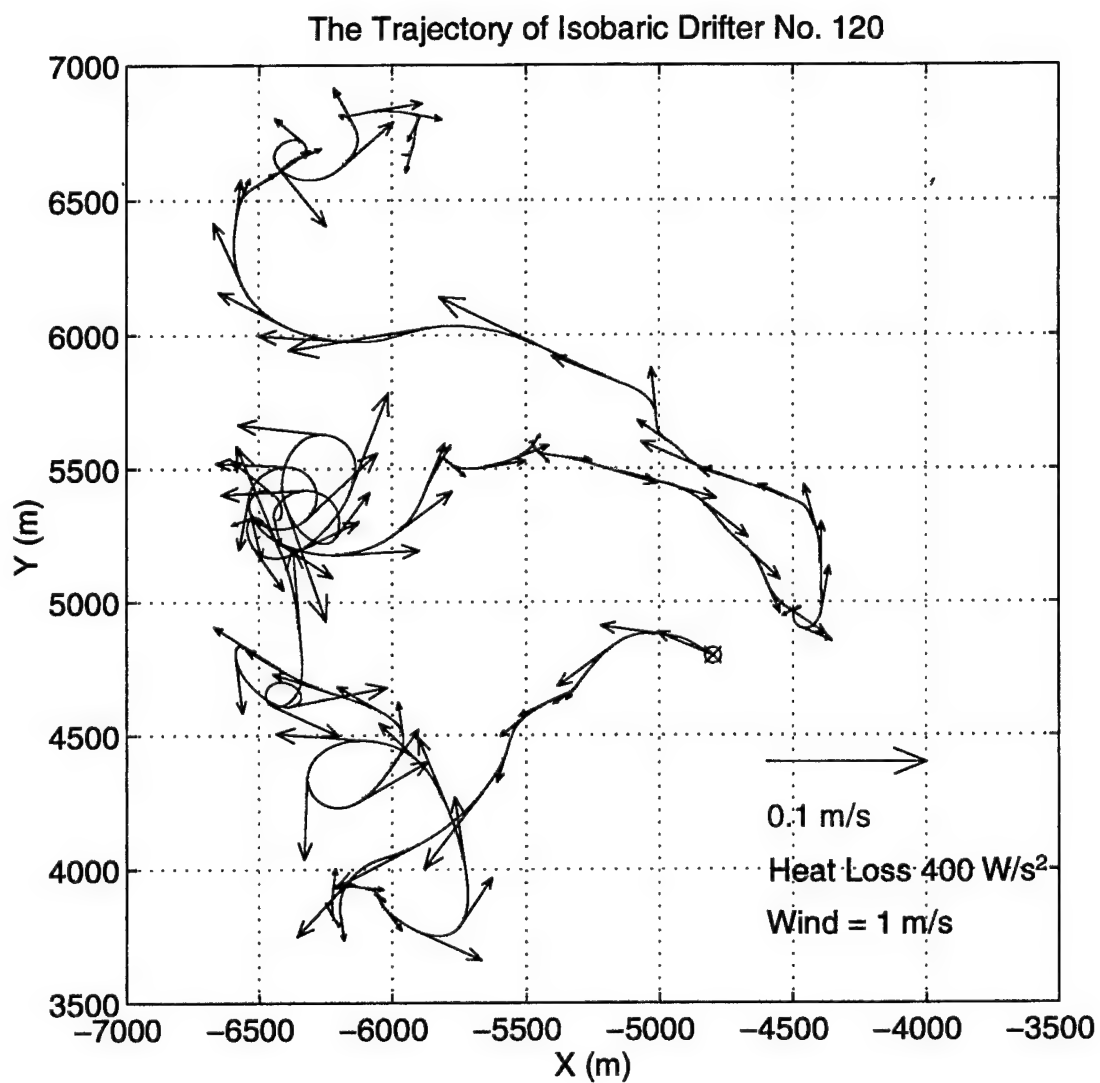 The Trajectory of Isobaric Drifter No. 120
7000
6500
6000
5500
5000
4500
4000
3500
Y (m)
0.1 m/s
Heat Loss 400 W/s²
Wind = 1 m/s
−7000 −6500 −6000 −5500 −5000 −4500 −4000 −3500
X (m)